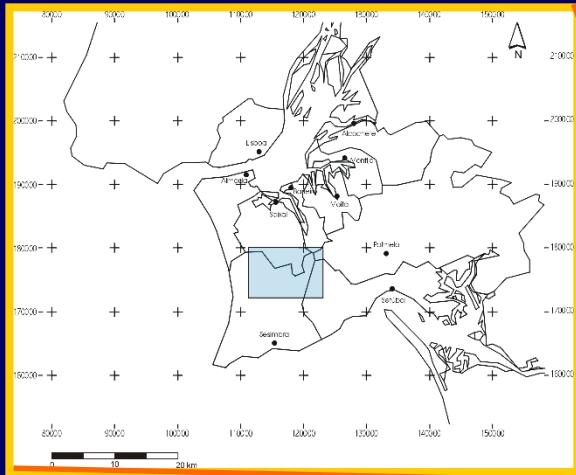 80000 90000 100000 110000 120000 130000 140000 150000
210000 210000
N
200000 200000
Alcochete
Lisboa
Montijo
190000 190000
Almada
Barreiro
Moita
Seixal
180000 180000
Palmela
170000 170000
Setúbal
Sesimbra
160000 160000
80000 90000 100000 110000 120000 130000 140000 150000
0 10 20 km